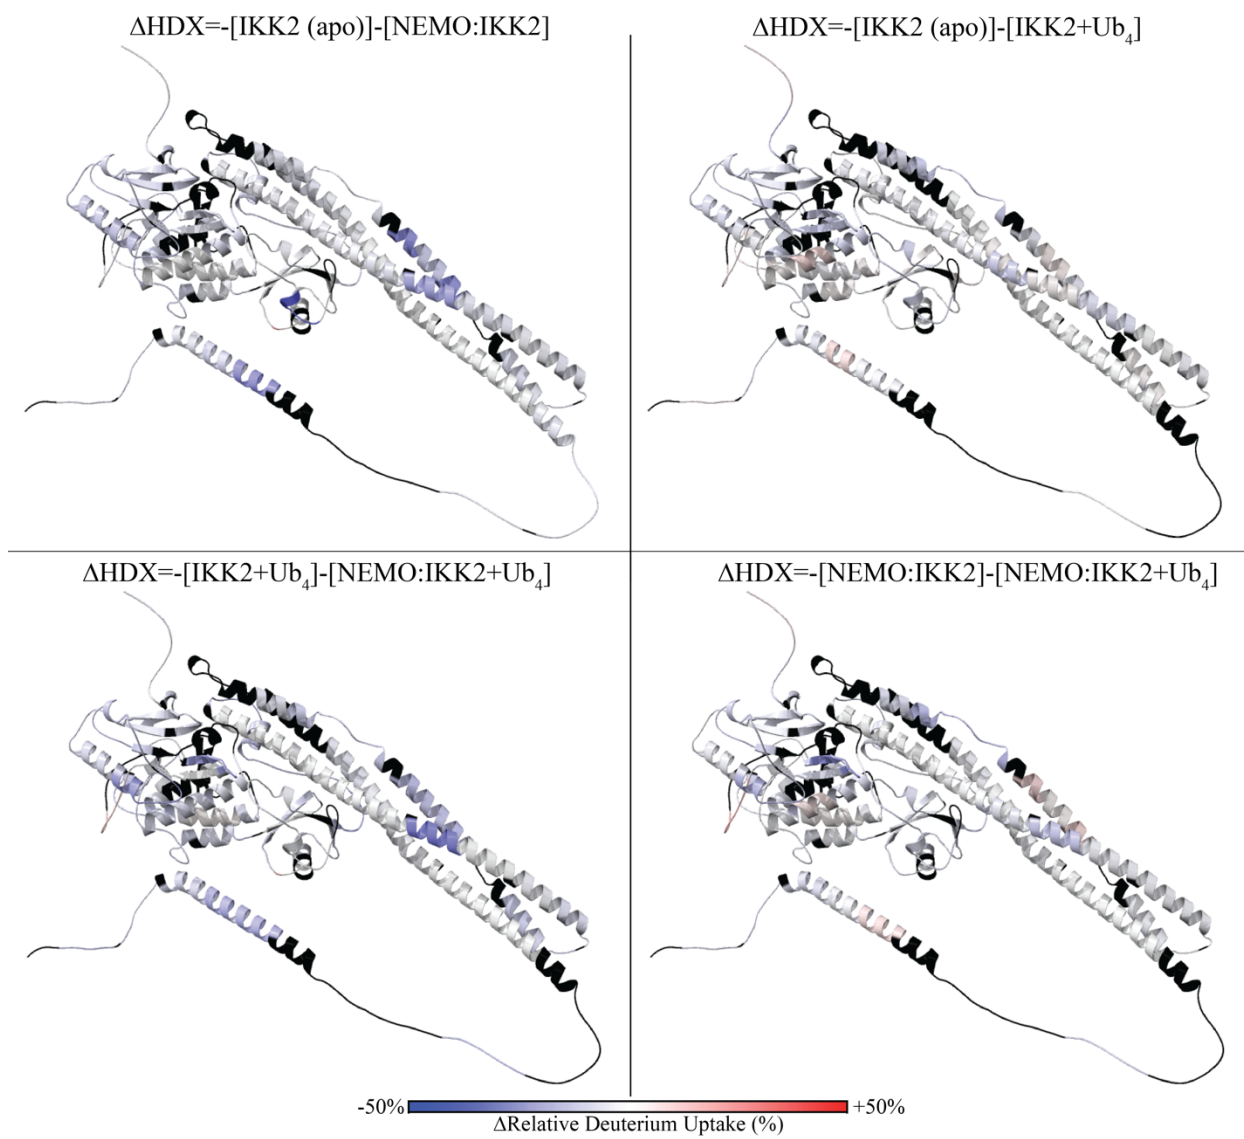 ΔHDX=-[IKK2 (apo)]-[NEMO:IKK2]
ΔHDX=-[IKK2 (apo)]-[IKK2+Ub₄]
ΔHDX=-[IKK2+Ub₄]-[NEMO:IKK2+Ub₄]
ΔHDX=-[NEMO:IKK2]-[NEMO:IKK2+Ub₄]
-50% +50%
ΔRelative Deuterium Uptake (%)